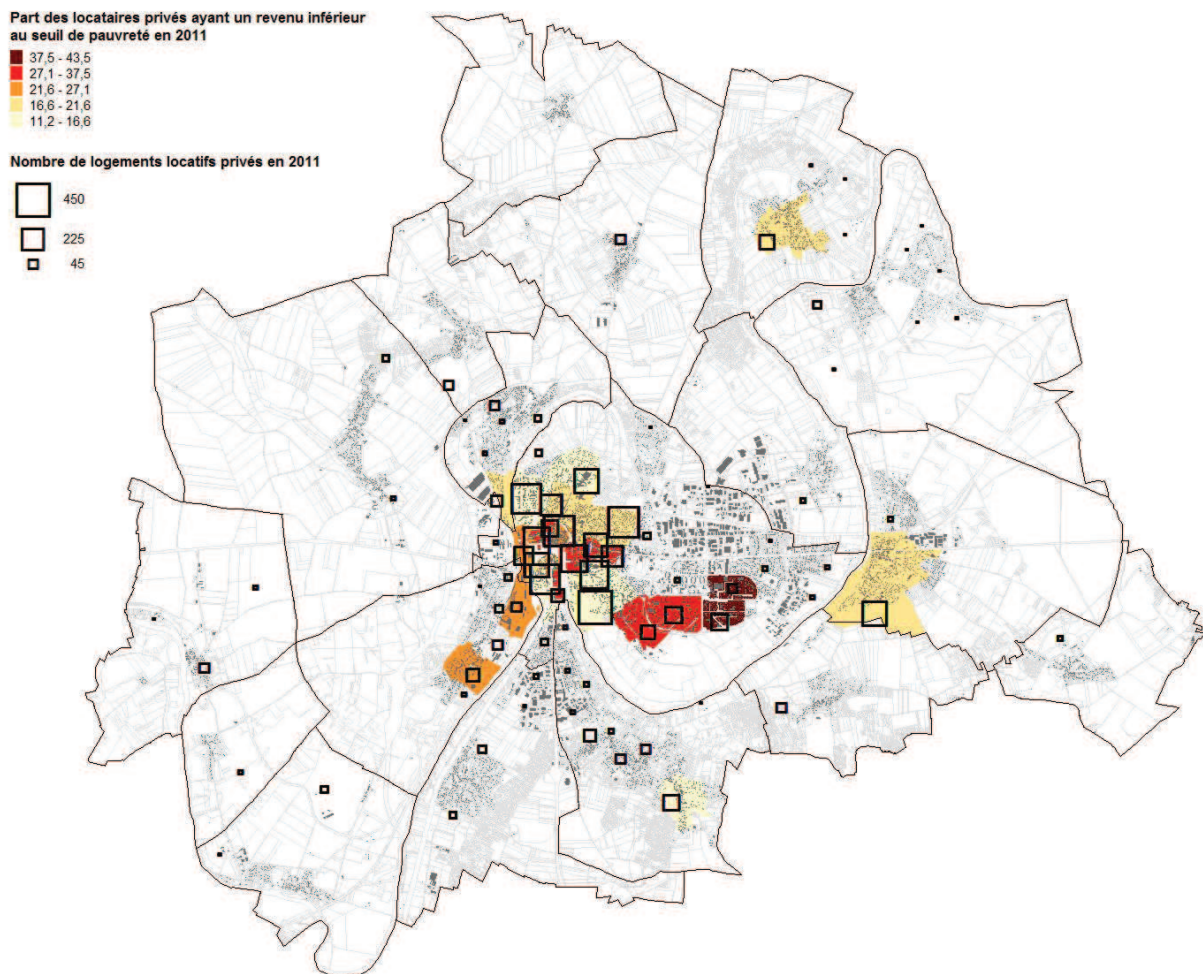 Part des locataires privés ayant un revenu inférieur
au seuil de pauvreté en 2011
37,5 - 43,5
27,1 - 37,5
21,6 - 27,1
16,6 - 21,6
11,2 - 16,6
Nombre de logements locatifs privés en 2011
450
225
45